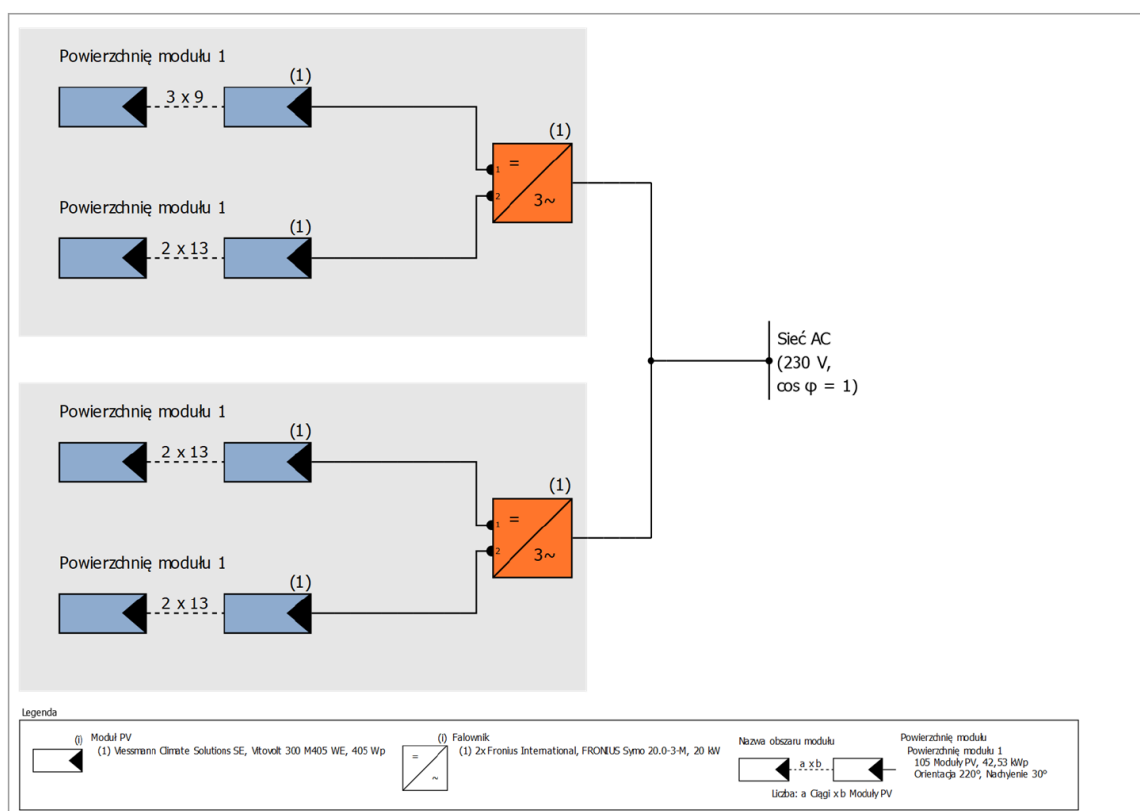 Powierzchnię modułu 1
(1)
3 x 9
(1)
1
=
2
3~
Powierzchnię modułu 1
(1)
2 x 13
Sieć AC
(230 V,
cos φ = 1)
Powierzchnię modułu 1
(1)
2 x 13
(1)
1
=
2
3~
Powierzchnię modułu 1
(1)
2 x 13
Legenda
(i) Moduł PV
(1) Viessmann Climate Solutions SE, Vitovolt 300 M405 WE, 405 Wp
(i) Falownik
(1) 2x Fronius International, FRONIUS Symo 20.0-3-M, 20 kW
=
~
Nazwa obszaru modułu
a x b
Liczba: a Ciągi x b Moduły PV
Powierzchnię modułu
Powierzchnię modułu 1
105 Moduły PV, 42,53 kWp
Orientacja 220°, Nachylenie 30°